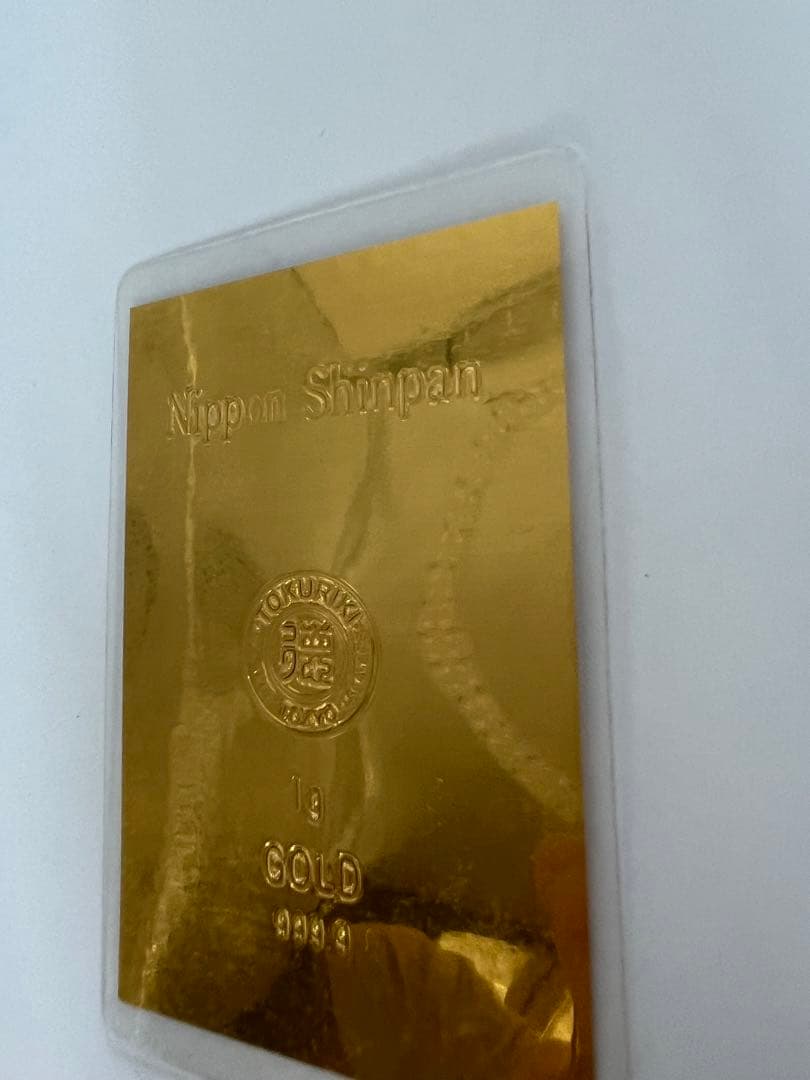 Nippon Shinpan
TOKURIKI
TOKYO
1g
GOLD
999.9